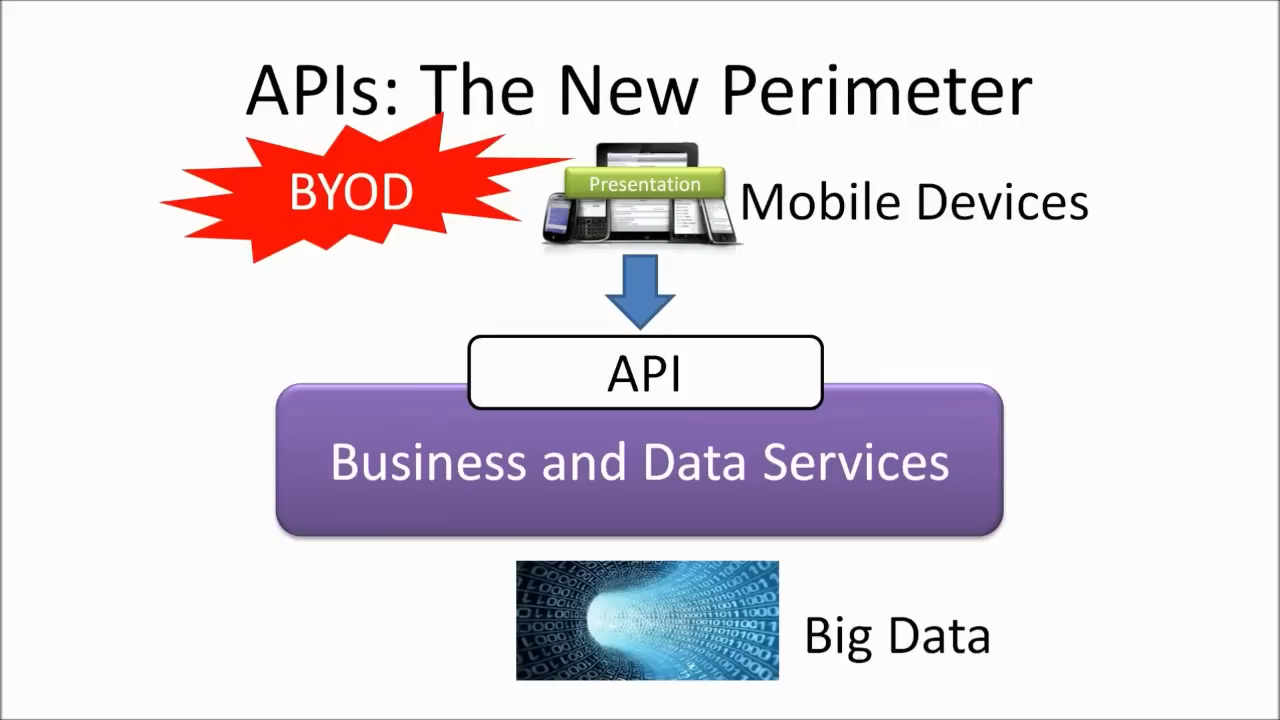 APIs: The New Perimeter
BYOD
Presentation
Mobile Devices
API
Business and Data Services
Big Data